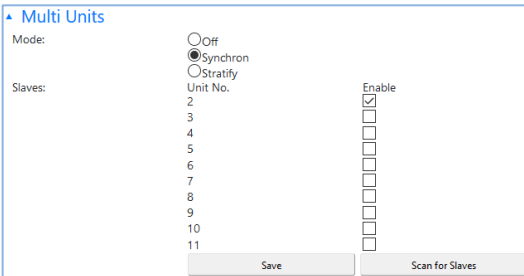 Multi Units
Mode: Off
Synchron
Stratify
Slaves: Unit No. Enable
2
3
4
5
6
7
8
9
10
11
Save Scan for Slaves